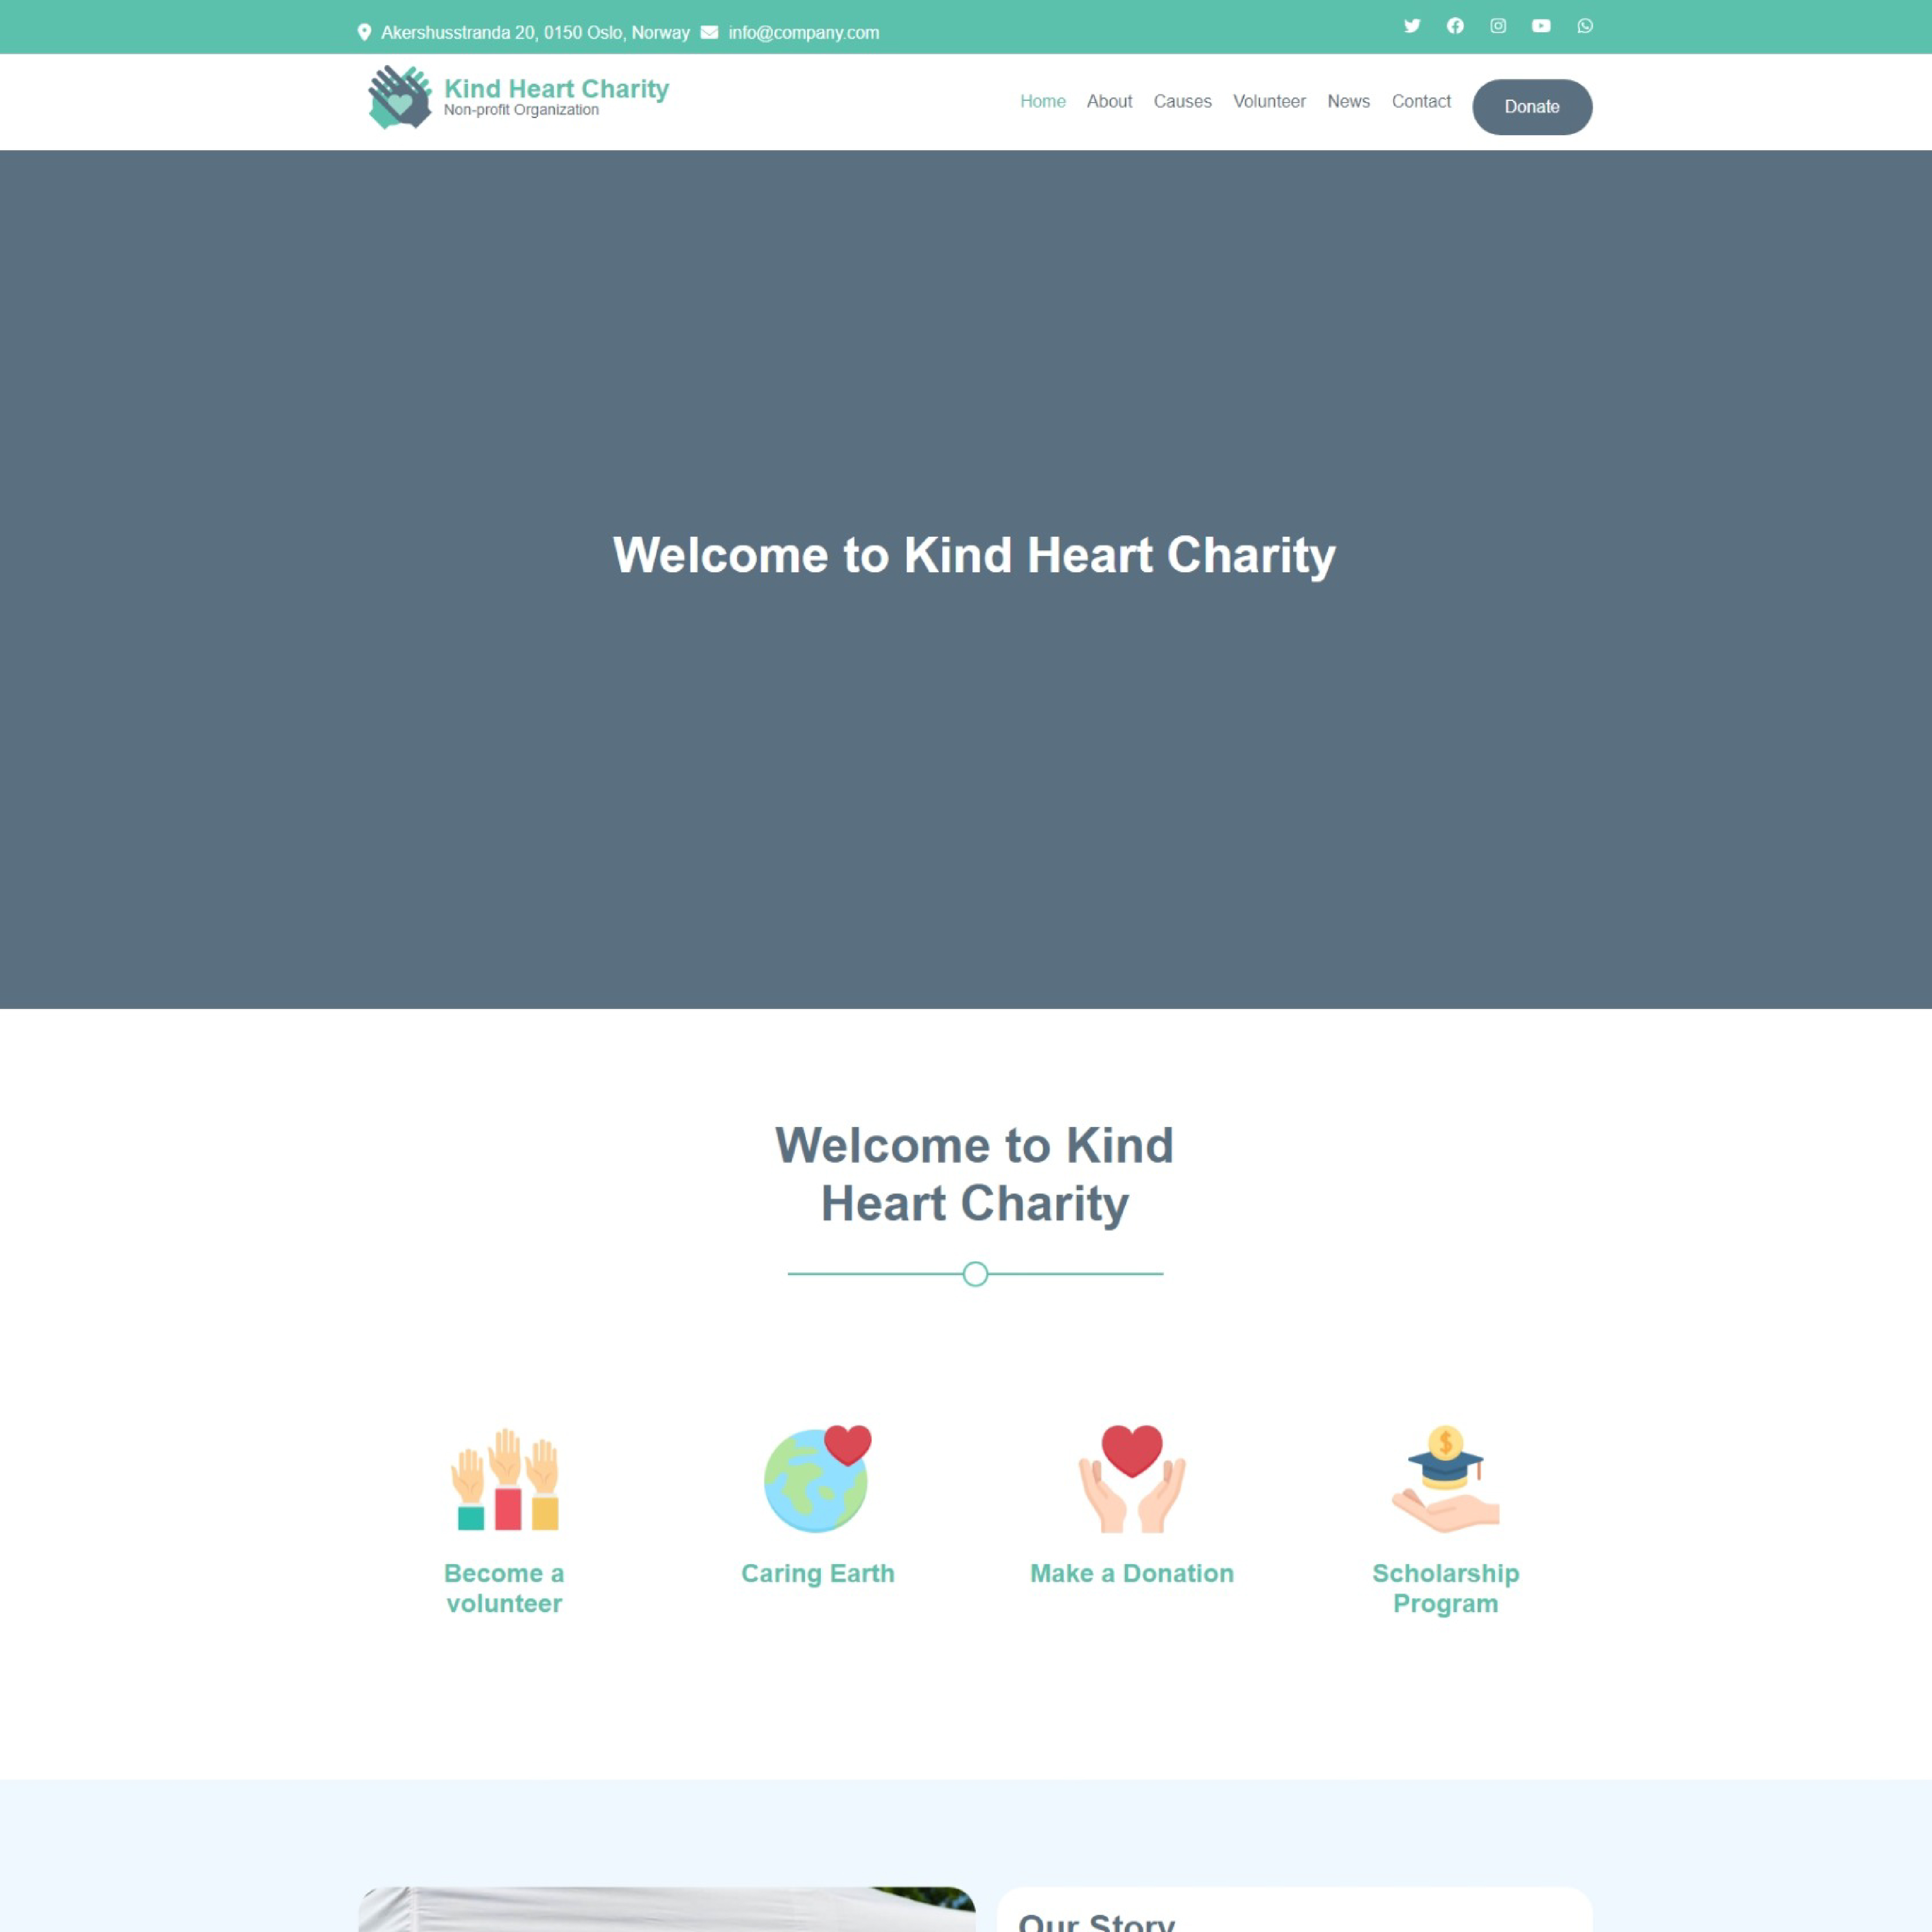 Akershusstranda 20, 0150 Oslo, Norway info@company.com
Kind Heart Charity
Non-profit Organization
Home About Causes Volunteer News Contact Donate
Welcome to Kind Heart Charity
Welcome to Kind
Heart Charity
Become a
volunteer
Caring Earth
Make a Donation
Scholarship
Program
Our Story